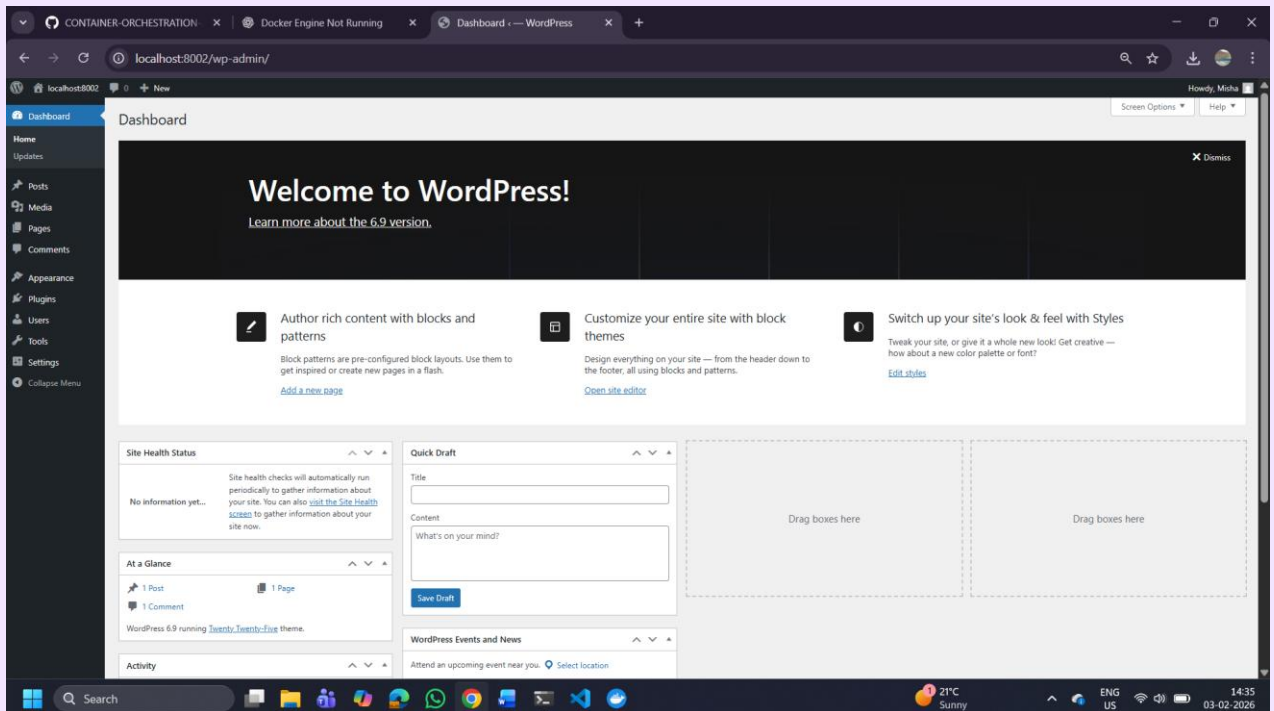 CONTAINER-ORCHESTRATION-
Docker Engine Not Running
Dashboard ‹ — WordPress
localhost:8002/wp-admin/
localhost:8002
0
New
Howdy, Misha
Dashboard
Home
Updates
Posts
Media
Pages
Comments
Appearance
Plugins
Users
Tools
Settings
Collapse Menu
Dashboard
Screen Options
Help
Dismiss
Welcome to WordPress!
Learn more about the 6.9 version.
Author rich content with blocks and
patterns
Block patterns are pre-configured block layouts. Use them to
get inspired or create new pages in a flash.
Add a new page
Customize your entire site with block
themes
Design everything on your site — from the header down to
the footer, all using blocks and patterns.
Open site editor
Switch up your site's look & feel with Styles
Tweak your site, or give it a whole new look! Get creative —
how about a new color palette or font?
Edit styles
Site Health Status
No information yet...
Site health checks will automatically run
periodically to gather information about
your site. You can also visit the Site Health
screen to gather information about your
site now.
At a Glance
1 Post
1 Page
1 Comment
WordPress 6.9 running Twenty Twenty-Five theme.
Activity
Quick Draft
Title
Content
What's on your mind?
Save Draft
WordPress Events and News
Attend an upcoming event near you.
Select location
Drag boxes here
Drag boxes here
Search
1
21°C
Sunny
ENG
US
14:35
03-02-2026